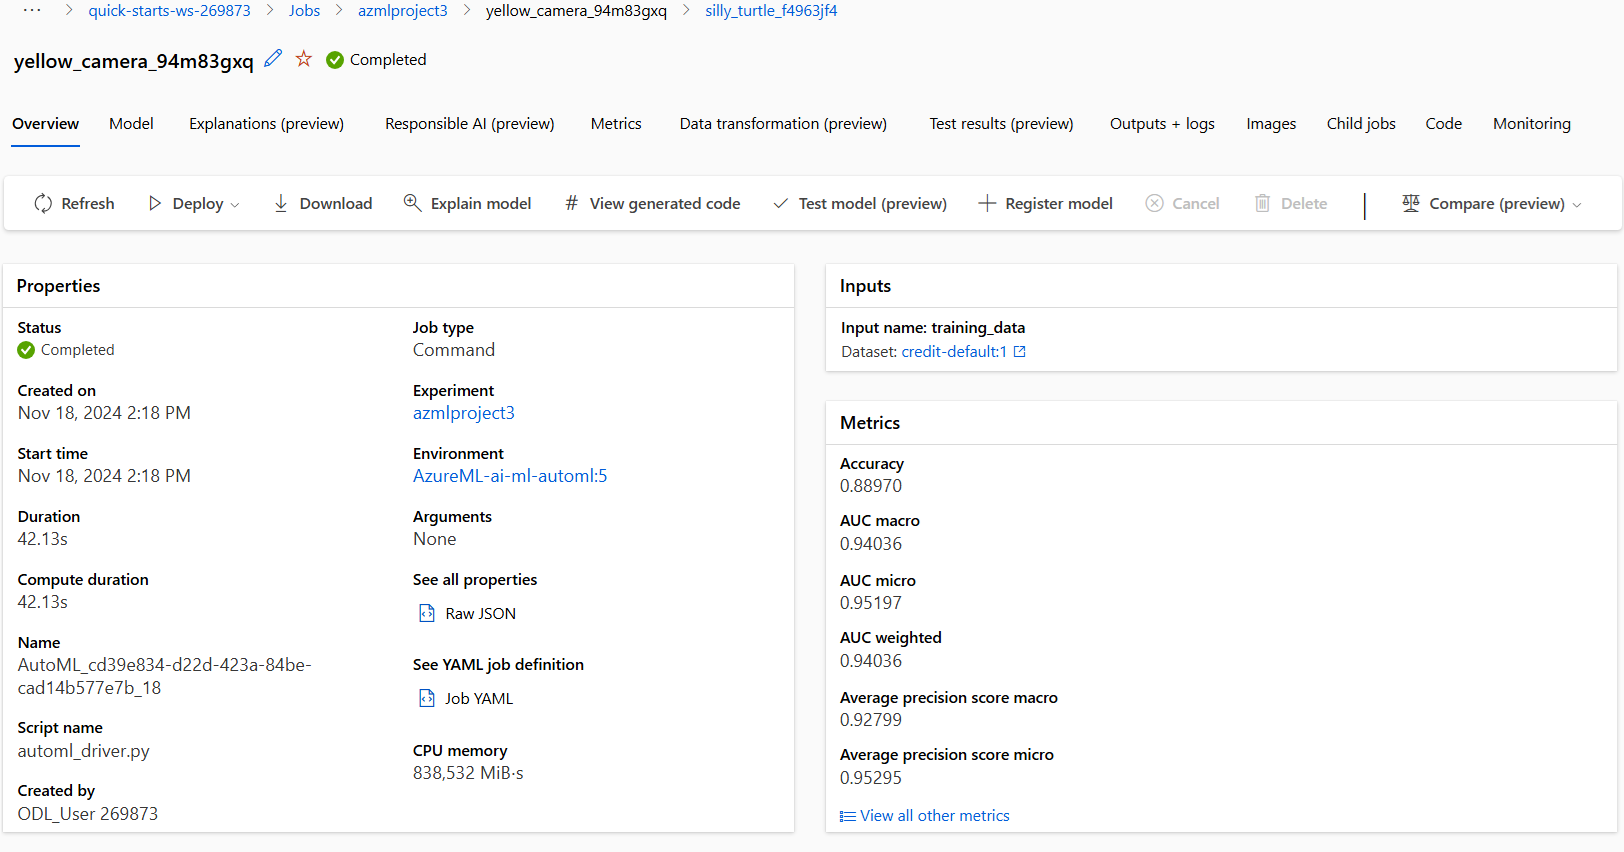 ... > quick-starts-ws-269873 > Jobs > azmlproject3 > yellow_camera_94m83gxq > silly_turtle_f4963jf4
yellow_camera_94m83gxq Completed
Overview Model Explanations (preview) Responsible AI (preview) Metrics Data transformation (preview) Test results (preview) Outputs + logs Images Child jobs Code Monitoring
Refresh Deploy Download Explain model # View generated code Test model (preview) Register model Cancel Delete Compare (preview)
Properties
Status
Completed
Created on
Nov 18, 2024 2:18 PM
Start time
Nov 18, 2024 2:18 PM
Duration
42.13s
Compute duration
42.13s
Name
AutoML_cd39e834-d22d-423a-84be-
cad14b577e7b_18
Script name
automl_driver.py
Created by
ODL_User 269873
Job type
Command
Experiment
azmlproject3
Environment
AzureML-ai-ml-automl:5
Arguments
None
See all properties
Raw JSON
See YAML job definition
Job YAML
CPU memory
838,532 MiB·s
Inputs
Input name: training_data
Dataset: credit-default:1
Metrics
Accuracy
0.88970
AUC macro
0.94036
AUC micro
0.95197
AUC weighted
0.94036
Average precision score macro
0.92799
Average precision score micro
0.95295
View all other metrics